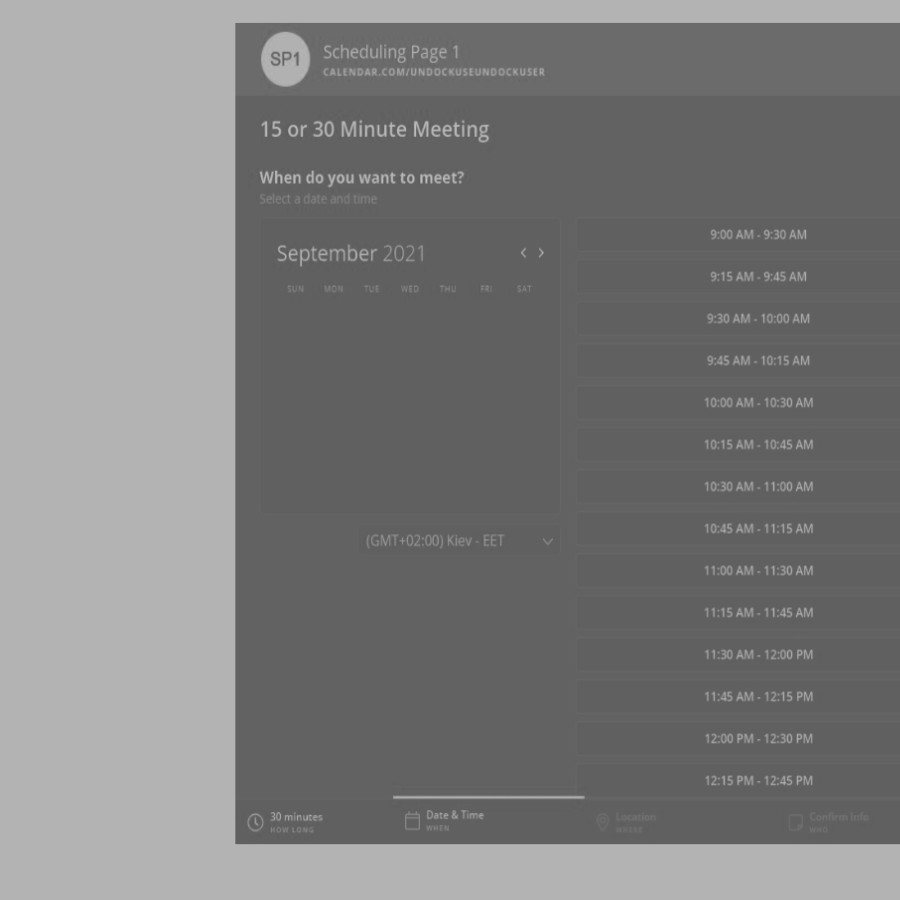 SP1
Scheduling Page 1
CALENDAR.COM/UNDOCKUSEUNDOCKUSER
15 or 30 Minute Meeting
When do you want to meet?
Select a date and time
September 2021
SUN MON TUE WED THU FRI SAT
(GMT+02:00) Kiev - EET
9:00 AM - 9:30 AM
9:15 AM - 9:45 AM
9:30 AM - 10:00 AM
9:45 AM - 10:15 AM
10:00 AM - 10:30 AM
10:15 AM - 10:45 AM
10:30 AM - 11:00 AM
10:45 AM - 11:15 AM
11:00 AM - 11:30 AM
11:15 AM - 11:45 AM
11:30 AM - 12:00 PM
11:45 AM - 12:15 PM
12:00 PM - 12:30 PM
12:15 PM - 12:45 PM
30 minutes
HOW LONG
Date & Time
WHEN
Location
WHERE
Confirm Info
WHO